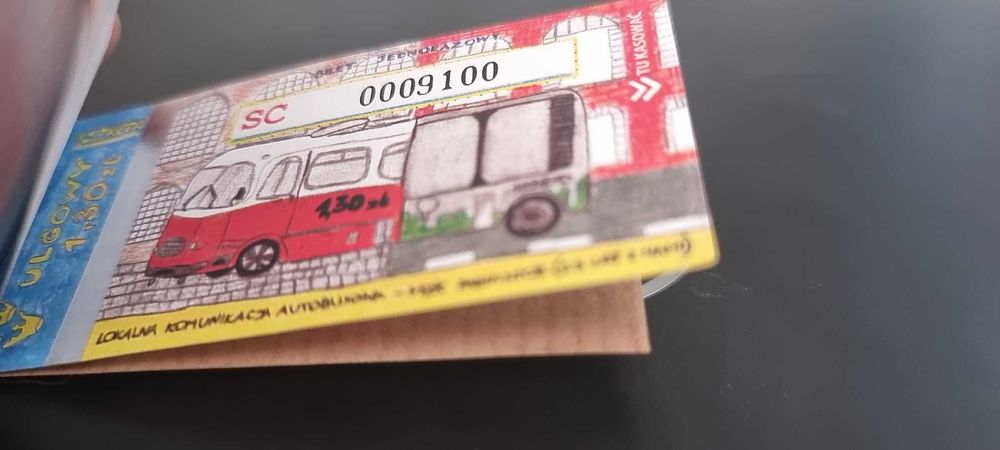 ULGOWY
1,30 zł
BILET JEDNORAZOWY
SC 0009100
TU KASOWAĆ
1,30 zł
LOKALNA KOMUNIKACJA AUTOBUSOWA -